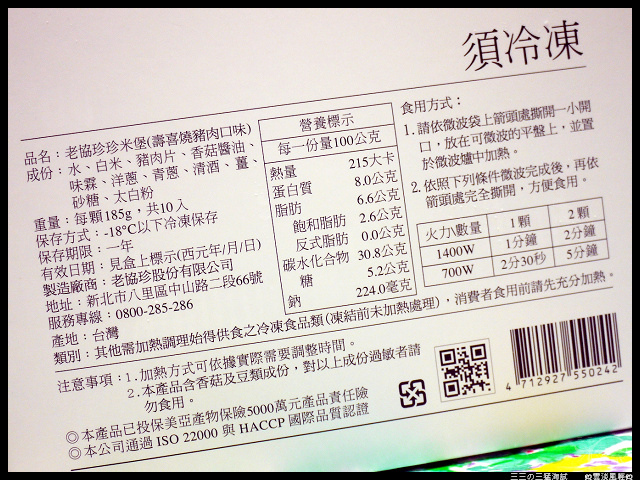 須冷凍
品名：老協珍珍米堡(壽喜燒豬肉口味)
成份：水、白米、豬肉片、香菇醬油、
味霖、洋蔥、青蔥、清酒、薑、
砂糖、太白粉
重量：每顆185g，共10入
保存方式：-18°C以下冷凍保存
保存期限：一年
有效日期：見盒上標示(西元年/月/日)
製造廠商：老協珍股份有限公司
地址：新北市八里區中山路二段66號
服務專線：0800-285-286
產地：台灣
類別：其他需加熱調理始得供食之冷凍食品類(凍結前未加熱處理)，消費者食用前請先充分加熱。
營養標示
每一份量100公克
熱量 215大卡
蛋白質 8.0公克
脂肪 6.6公克
飽和脂肪 2.6公克
反式脂肪 0.0公克
碳水化合物 30.8公克
糖 5.2公克
鈉 224.0毫克
食用方式：
1.請依微波袋上箭頭處撕開一小開
口，放在可微波的平盤上，並置
於微波爐中加熱。
2.依照下列條件微波完成後，再依
箭頭處完全撕開，方便食用。
火力\數量 1顆 2顆
1400W 1分鐘 2分鐘
700W 2分30秒 5分鐘
注意事項：1.加熱方式可依據實際需要調整時間。
2.本產品含香菇及豆類成份，對以上成份過敏者請
勿食用。
◎本產品已投保美亞產物保險5000萬元產品責任險
◎本公司通過 ISO 22000 與 HACCP 國際品質認證
4 712927 550242
三三の三猛海賊
雲淡風輕